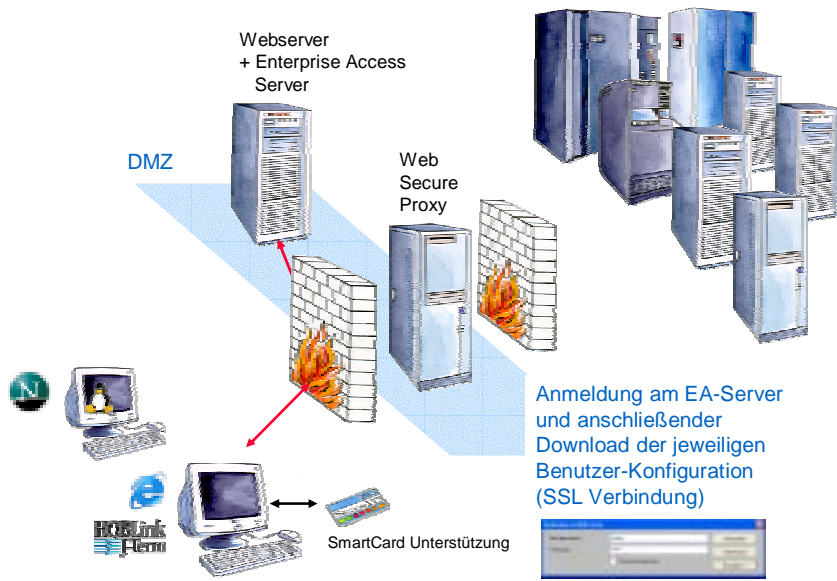 Webserver
+ Enterprise Access
Server
DMZ
Web
Secure
Proxy
N
Anmeldung am EA-Server
und anschließender
Download der jeweiligen
Benutzer-Konfiguration
(SSL Verbindung)
HOBLink
SmartCard Unterstützung